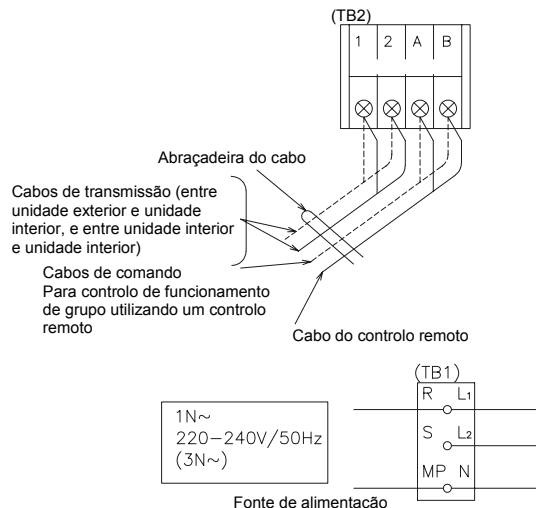 (TB2)
1 2 A B
Abraçadeira do cabo
Cabos de transmissão (entre
unidade exterior e unidade
interior, e entre unidade interior
e unidade interior)
Cabos de comando
Para controlo de funcionamento
de grupo utilizando um controlo
remoto
Cabo do controlo remoto
(TB1)
R L1
S L2
MP N
1N~
220-240V/50Hz
(3N~)
Fonte de alimentação